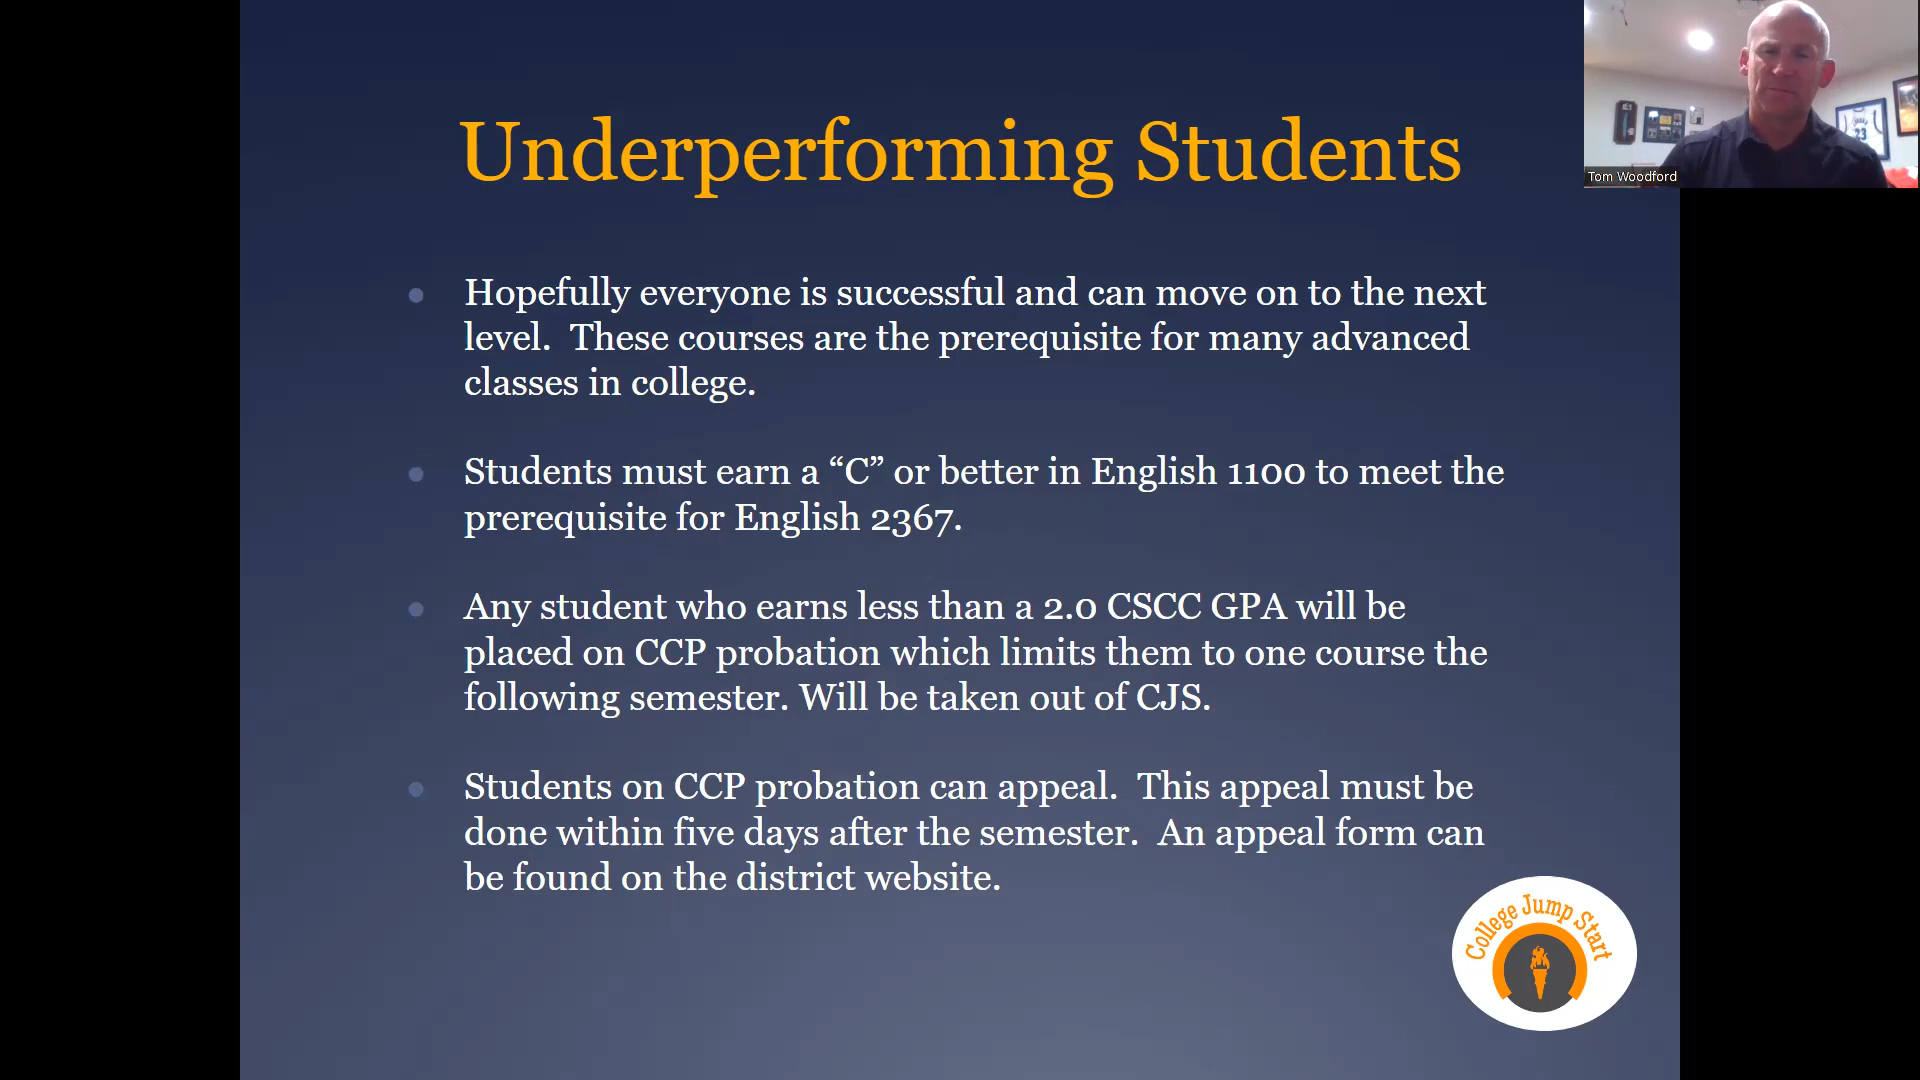 Underperforming Students
Hopefully everyone is successful and can move on to the next
level.  These courses are the prerequisite for many advanced
classes in college.
Students must earn a “C” or better in English 1100 to meet the
prerequisite for English 2367.
Any student who earns less than a 2.0 CSCC GPA will be
placed on CCP probation which limits them to one course the
following semester. Will be taken out of CJS.
Students on CCP probation can appeal.  This appeal must be
done within five days after the semester.  An appeal form can
be found on the district website.
College Jump Start
Tom Woodford
23